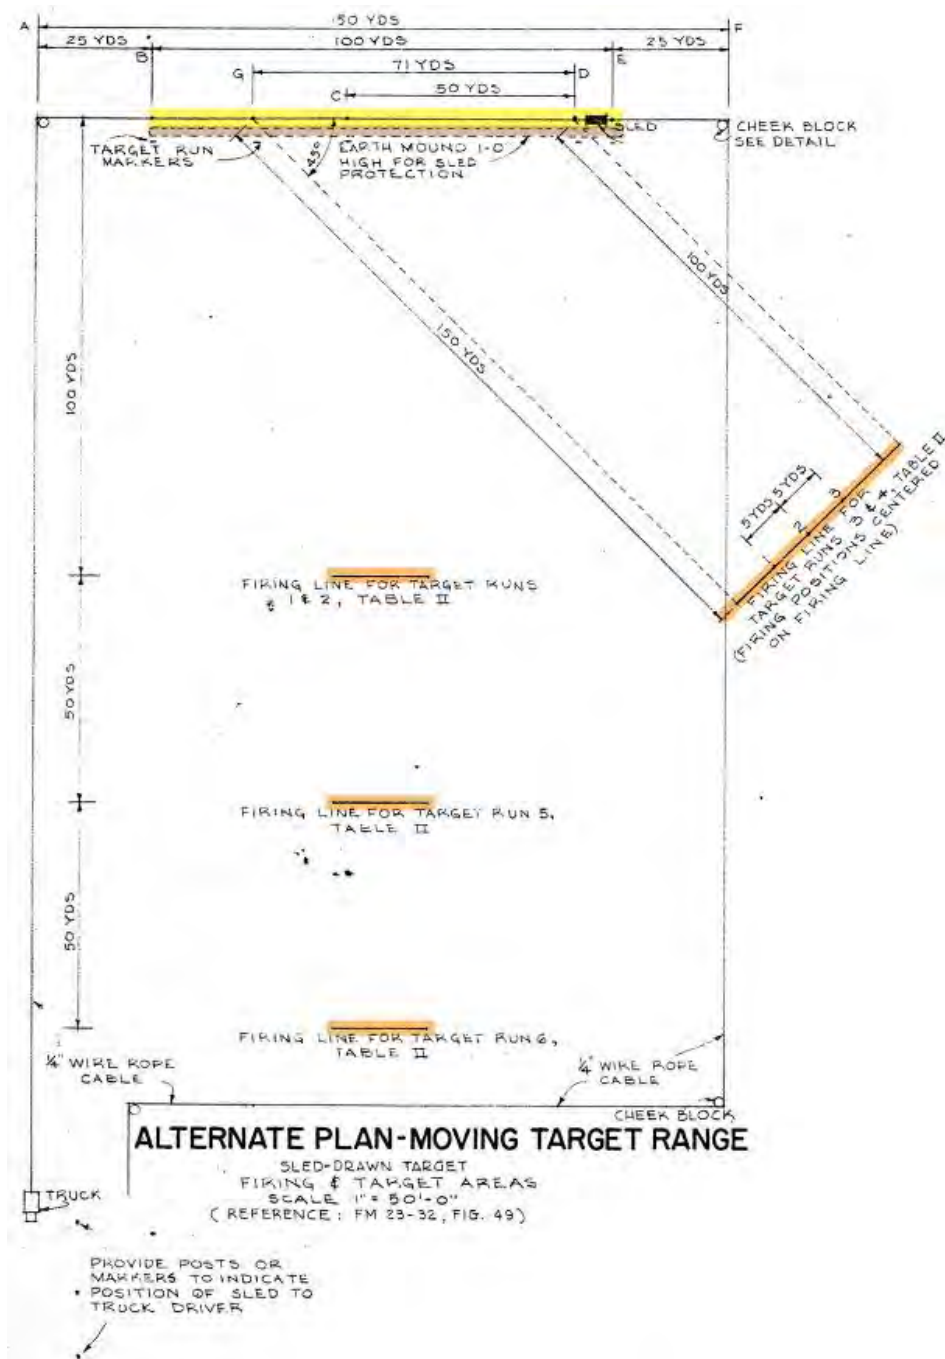 A
150 YDS
F
25 YDS
100 YDS
25 YDS
B
E
G
71 YDS
D
C
50 YDS
TARGET RUN
MARKERS
EARTH MOUND 1-0
HIGH FOR SLED
PROTECTION
SLED
CHEEK BLOCK
SEE DETAIL
100 YDS
150 YDS
100 YDS
5 YDS 5 YDS
2
3
FIRING LINE FOR
TARGET RUNS 3 & 4, TABLE II
(FIRING POSITIONS CENTERED
ON FIRING LINE)
FIRING LINE FOR TARGET RUNS
1 & 2, TABLE II
50 YDS
FIRING LINE FOR TARGET RUN 5,
TABLE II
50 YDS
FIRING LINE FOR TARGET RUN 6,
TABLE II
1/4" WIRE ROPE
CABLE
1/4" WIRE ROPE
CABLE
CHEEK BLOCK
ALTERNATE PLAN-MOVING TARGET RANGE
SLED-DRAWN TARGET
FIRING & TARGET AREAS
SCALE 1" = 50'-0"
(REFERENCE: FM 23-32, FIG. 49)
TRUCK
PROVIDE POSTS OR
MARKERS TO INDICATE
POSITION OF SLED TO
TRUCK DRIVER